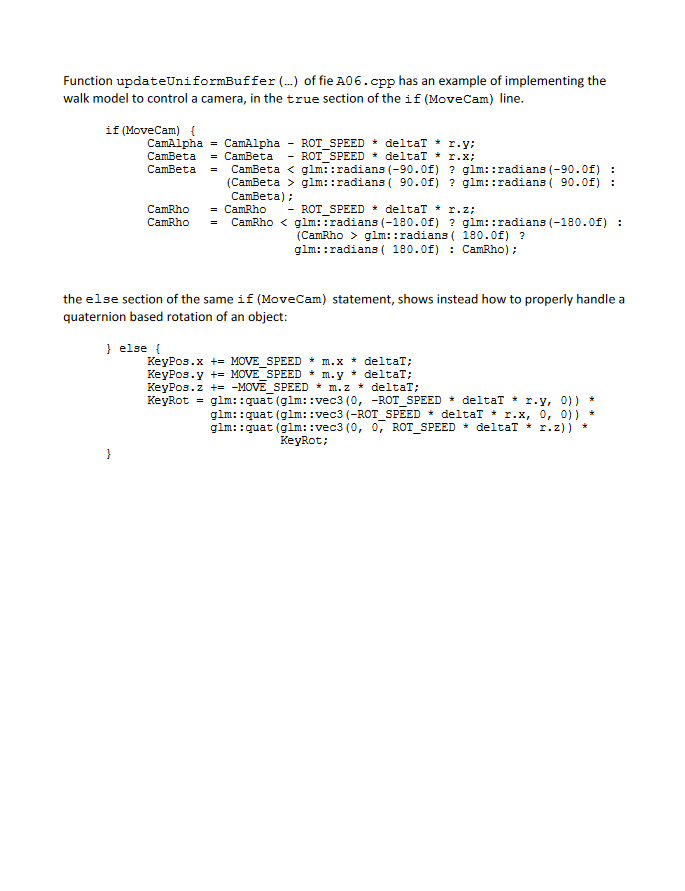 Function updateUniformBuffer(…) of fie A06.cpp has an example of implementing the
walk model to control a camera, in the true section of the if(MoveCam) line.
if(MoveCam) {
CamAlpha = CamAlpha - ROT_SPEED * deltaT * r.y;
CamBeta  = CamBeta  - ROT_SPEED * deltaT * r.x;
CamBeta  =  CamBeta < glm::radians(-90.0f) ? glm::radians(-90.0f) :
(CamBeta > glm::radians( 90.0f) ? glm::radians( 90.0f) :
CamBeta);
CamRho   = CamRho   - ROT_SPEED * deltaT * r.z;
CamRho   =  CamRho < glm::radians(-180.0f) ? glm::radians(-180.0f) :
(CamRho > glm::radians( 180.0f) ?
glm::radians( 180.0f) : CamRho);
the else section of the same if(MoveCam) statement, shows instead how to properly handle a
quaternion based rotation of an object:
} else {
KeyPos.x += MOVE_SPEED * m.x * deltaT;
KeyPos.y += MOVE_SPEED * m.y * deltaT;
KeyPos.z += -MOVE_SPEED * m.z * deltaT;
KeyRot = glm::quat(glm::vec3(0, -ROT_SPEED * deltaT * r.y, 0)) *
glm::quat(glm::vec3(-ROT_SPEED * deltaT * r.x, 0, 0)) *
glm::quat(glm::vec3(0, 0, ROT_SPEED * deltaT * r.z)) *
KeyRot;
}